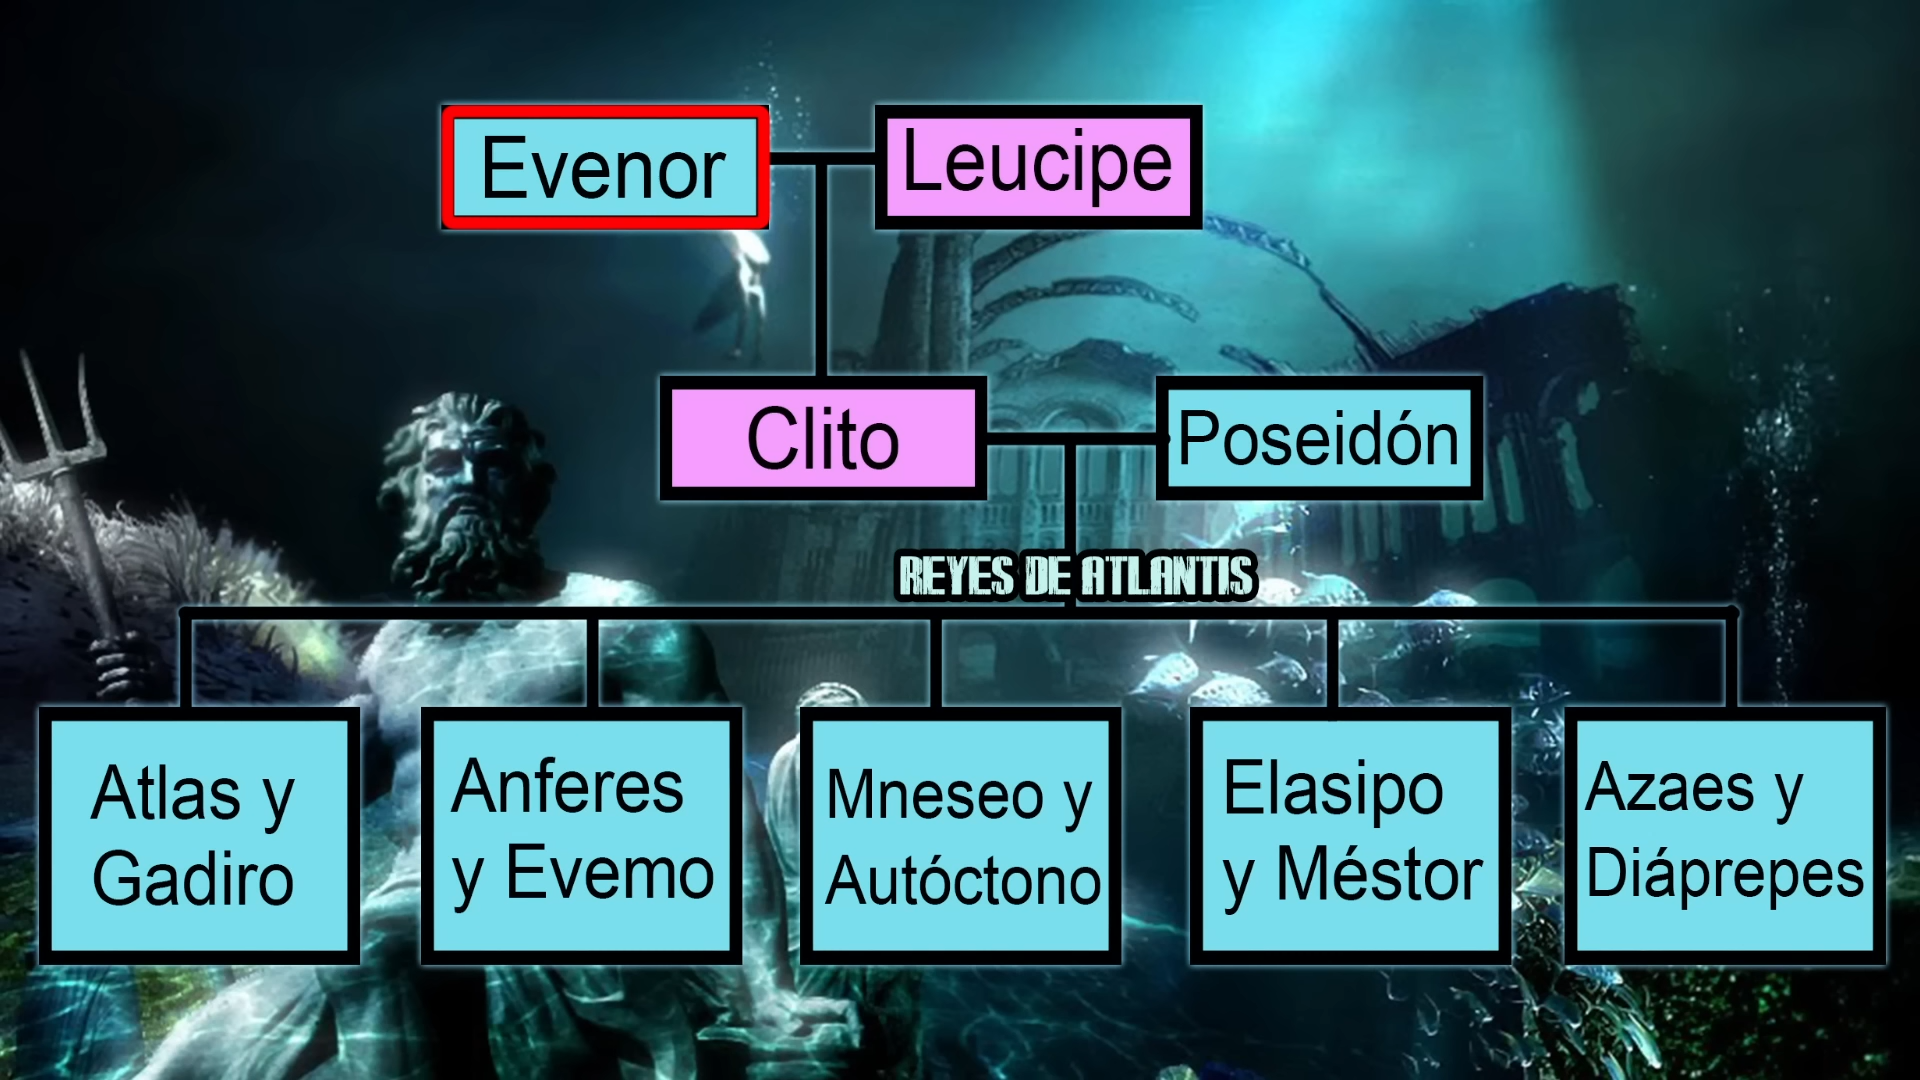 Evenor
Leucipe
Clito
Poseidón
REYES DE ATLANTIS
Atlas y
Gadiro
Anferes
y Evemo
Mneseo y
Autóctono
Elasipo
y Méstor
Azaes y
Diáprepes